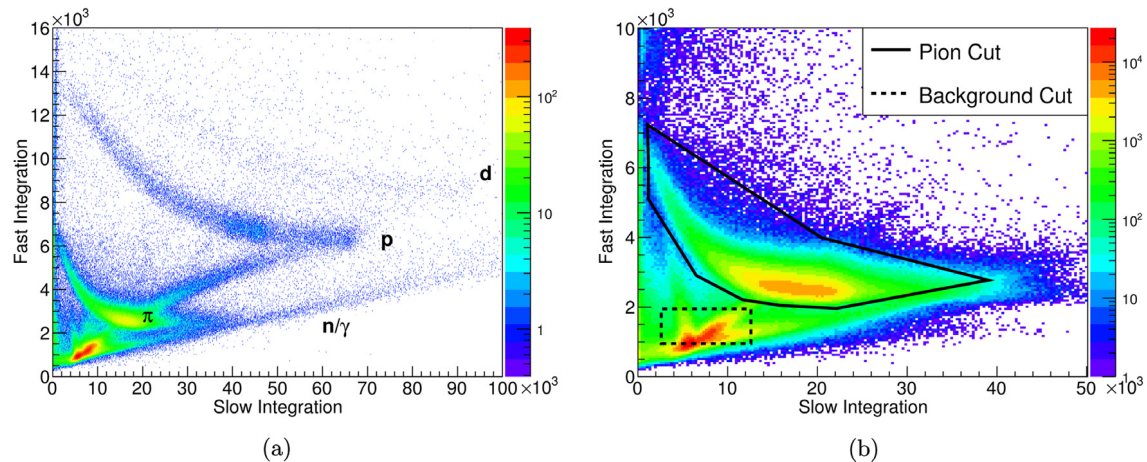 ×10³
16
14
12
10
8
6
4
2
0
Fast Integration
d
p
π
n/γ
10²
10
1
0 10 20 30 40 50 60 70 80 90 100
×10³
Slow Integration
(a)
×10³
10
8
6
4
2
0
Fast Integration
Pion Cut
Background Cut
10⁴
10³
10²
10
1
0 10 20 30 40 50
×10³
Slow Integration
(b)